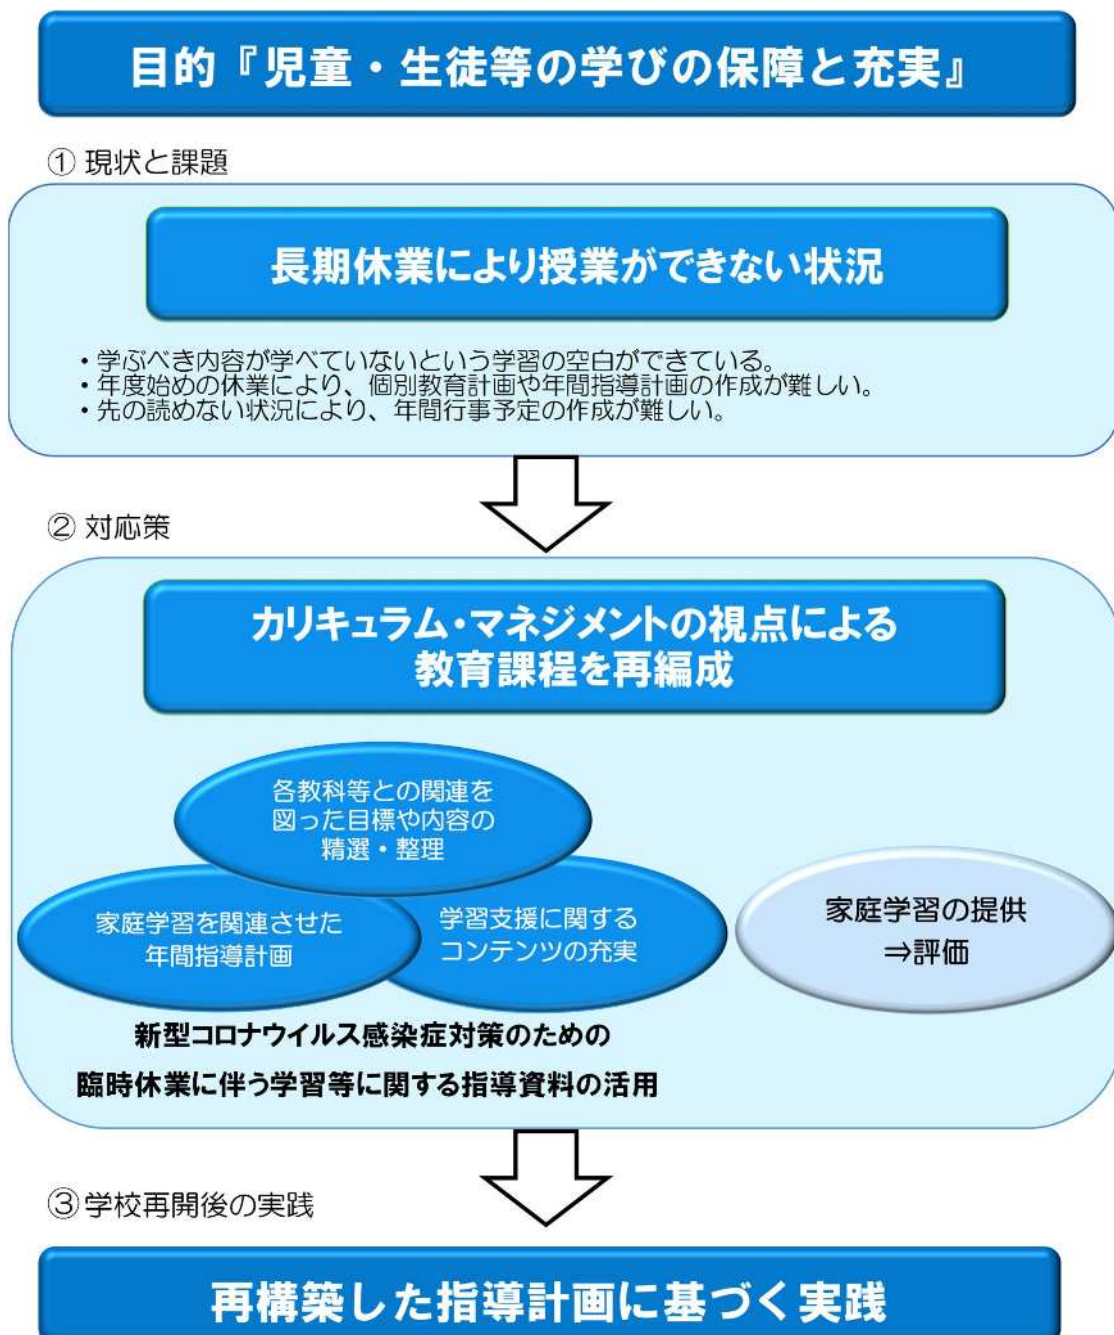 目的『児童・生徒等の学びの保障と充実』
① 現状と課題
長期休業により授業ができない状況
・学ぶべき内容が学べていないという学習の空白ができている。
・年度始めの休業により、個別教育計画や年間指導計画の作成が難しい。
・先の読めない状況により、年間行事予定の作成が難しい。
② 対応策
カリキュラム・マネジメントの視点による
教育課程を再編成
各教科等との関連を
図った目標や内容の
精選・整理
家庭学習を関連させた
年間指導計画
学習支援に関する
コンテンツの充実
家庭学習の提供
⇒評価
新型コロナウイルス感染症対策のための
臨時休業に伴う学習等に関する指導資料の活用
③ 学校再開後の実践
再構築した指導計画に基づく実践